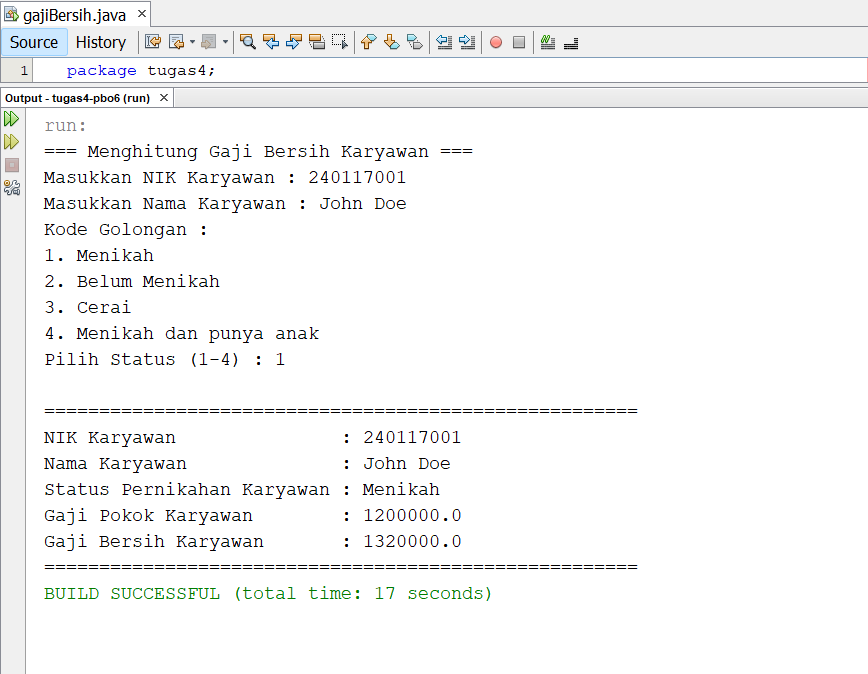 gajiBersih.java
Source History
1 package tugas4;
Output - tugas4-pbo6 (run)
run:
=== Menghitung Gaji Bersih Karyawan ===
Masukkan NIK Karyawan : 240117001
Masukkan Nama Karyawan : John Doe
Kode Golongan :
1. Menikah
2. Belum Menikah
3. Cerai
4. Menikah dan punya anak
Pilih Status (1-4) : 1
======================================================
NIK Karyawan : 240117001
Nama Karyawan : John Doe
Status Pernikahan Karyawan : Menikah
Gaji Pokok Karyawan : 1200000.0
Gaji Bersih Karyawan : 1320000.0
======================================================
BUILD SUCCESSFUL (total time: 17 seconds)